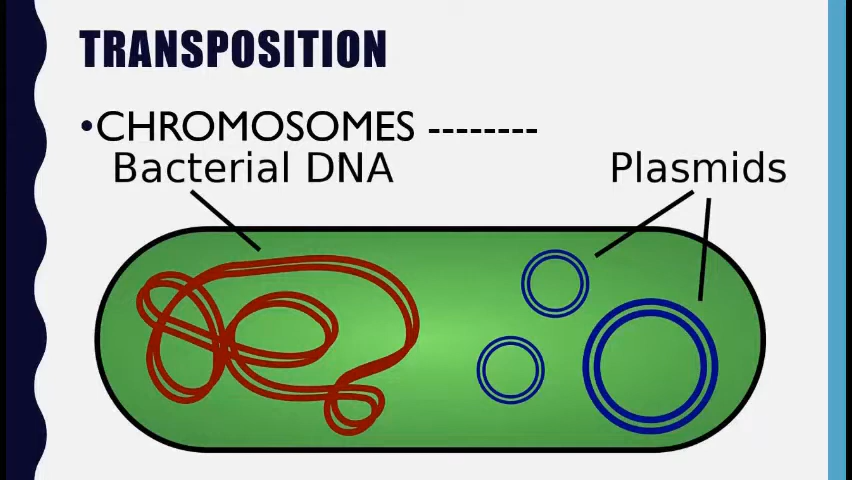 TRANSPOSITION
•CHROMOSOMES --------
Bacterial DNA Plasmids